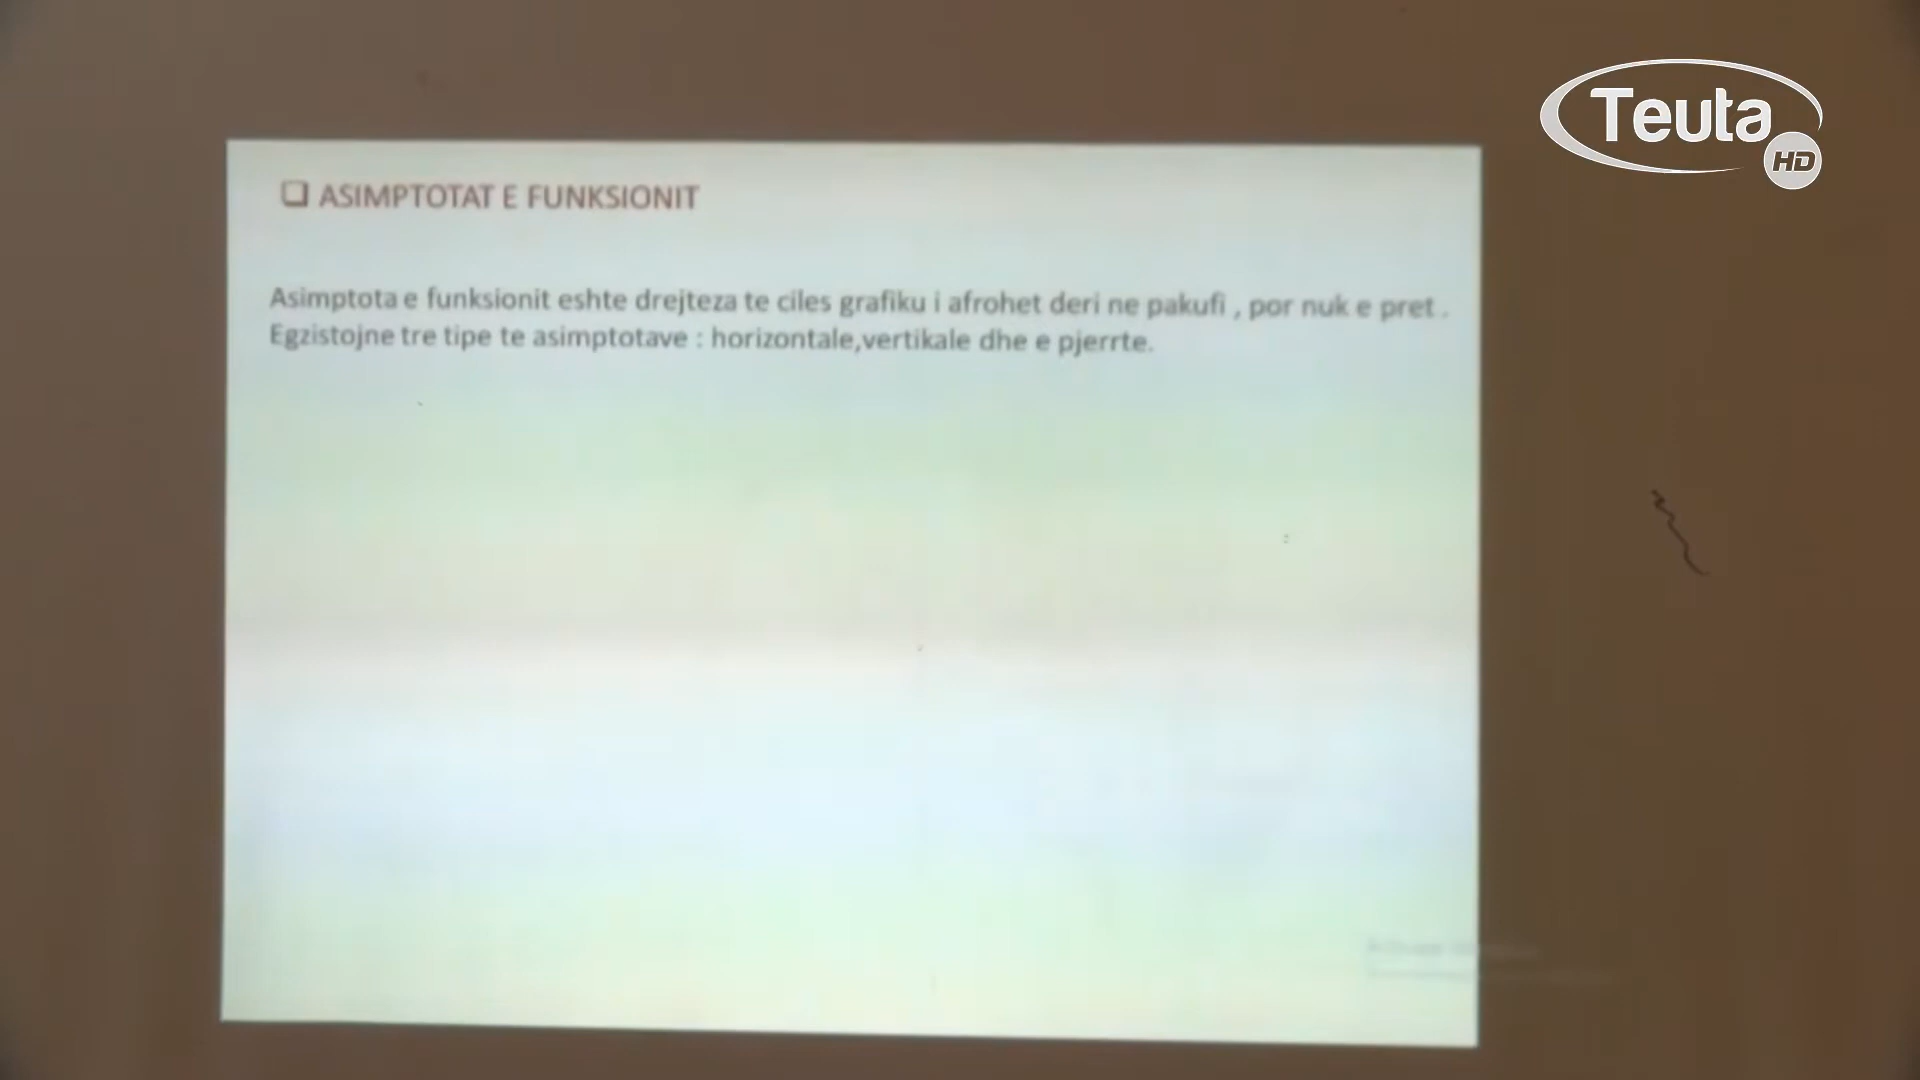 Teuta
HD
ASIMPTOTAT E FUNKSIONIT
Asimptota e funksionit eshte drejteza te ciles grafiku i afrohet deri ne pakufi , por nuk e pret .
Egzistojne tre tipe te asimptotave : horizontale,vertikale dhe e pjerrte.